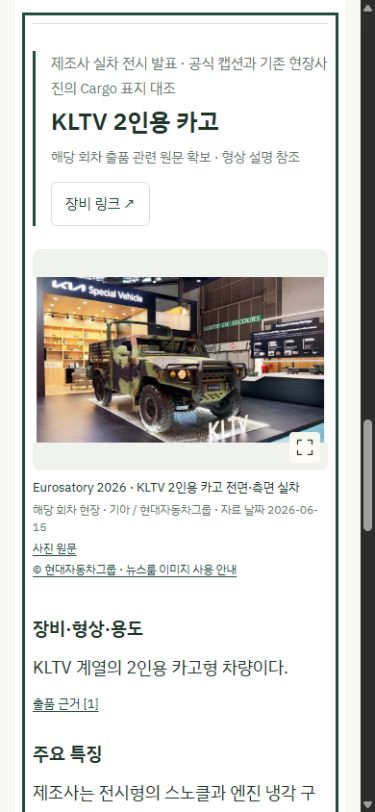 제조사 실차 전시 발표 · 공식 캡션과 기존 현장사
진의 Cargo 표지 대조
KLTV 2인용 카고
해당 회차 출품 관련 원문 확보 · 형상 설명 참조
장비 링크 ↗
KIA Special Vehicle
SORTIE DE SECOURS
KLTV
Eurosatory 2026 · KLTV 2인용 카고 전면·측면 실차
해당 회차 현장 · 기아 / 현대자동차그룹 · 자료 날짜 2026-06-
15
사진 원문
© 현대자동차그룹 · 뉴스룸 이미지 사용 안내
장비·형상·용도
KLTV 계열의 2인용 카고형 차량이다.
출품 근거 [1]
주요 특징
제조사는 전시형의 스노클과 엔진 냉각 구